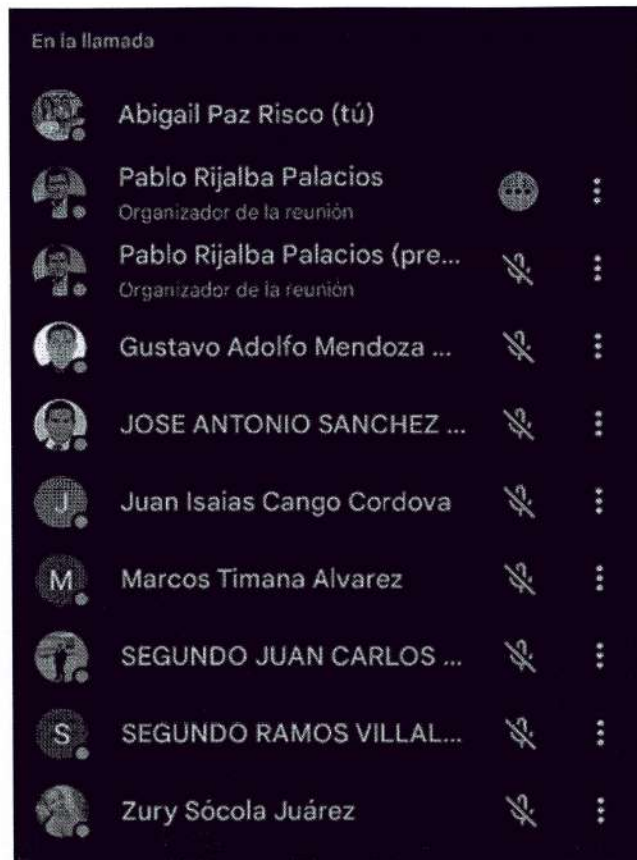 En la llamada
Abigail Paz Risco (tú)
Pablo Rijalba Palacios
Organizador de la reunión
Pablo Rijalba Palacios (pre...
Organizador de la reunión
Gustavo Adolfo Mendoza ...
JOSE ANTONIO SANCHEZ ...
J Juan Isaias Cango Cordova
M Marcos Timana Alvarez
SEGUNDO JUAN CARLOS ...
S SEGUNDO RAMOS VILLAL...
Zury Sócola Juárez